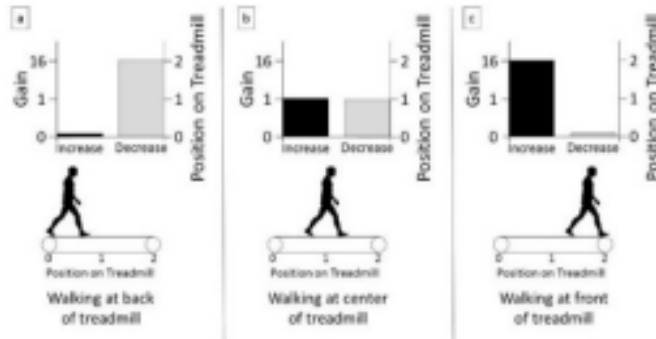 a
Gain
16
1
0
Increase
Decrease
2
1
0
Position on Treadmill
0
1
2
Position on Treadmill
Walking at back
of treadmill
b
Gain
16
1
0
Increase
Decrease
2
1
0
Position on Treadmill
0
1
2
Position on Treadmill
Walking at center
of treadmill
c
Gain
16
1
0
Increase
Decrease
2
1
0
Position on Treadmill
0
1
2
Position on Treadmill
Walking at front
of treadmill